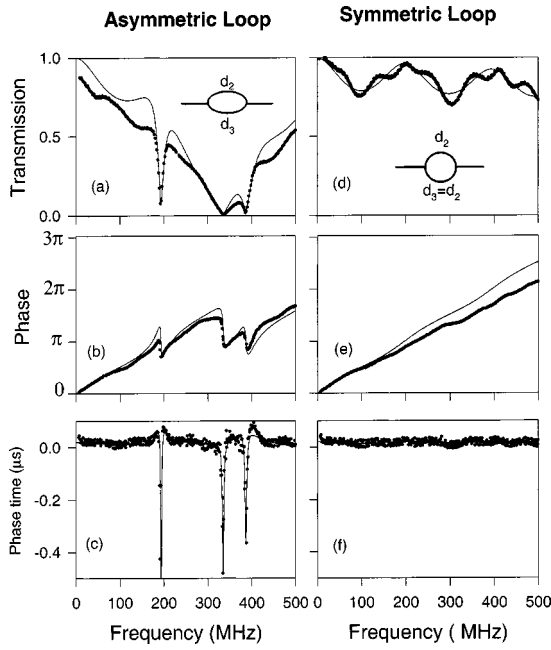 Asymmetric Loop
Symmetric Loop
Transmission
1.0
0.5
0.0
d2
d3
(a)
d2
d3=d2
(d)
Phase
3π
2π
π
0
(b)
(e)
Phase time (μs)
0.0
-0.2
-0.4
(c)
(f)
0 100 200 300 400 500
0 100 200 300 400 500
Frequency (MHz)
Frequency ( MHz)